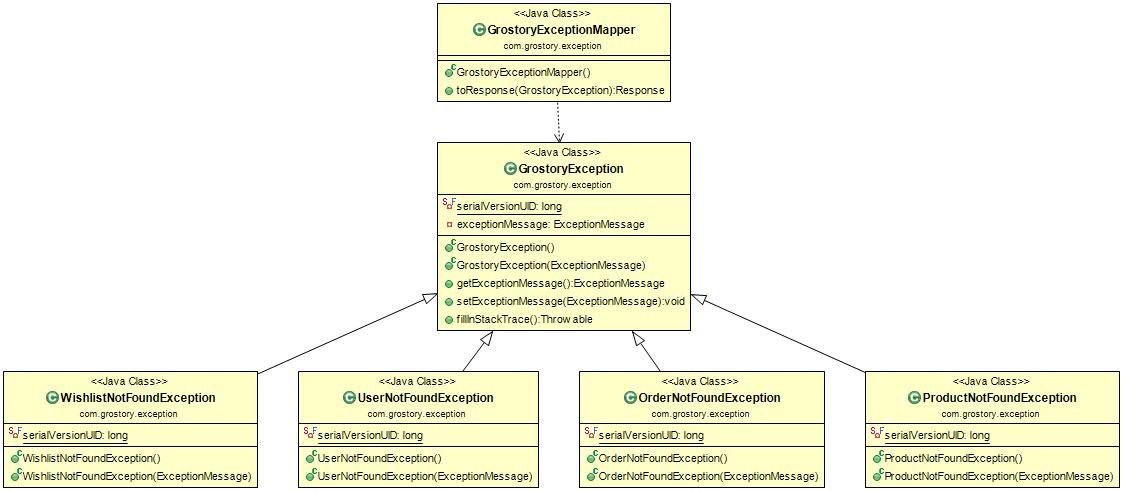 <<Java Class>>
GrostoryExceptionMapper
com.grostory.exception
GrostoryExceptionMapper()
toResponse(GrostoryException):Response
<<Java Class>>
GrostoryException
com.grostory.exception
serialVersionUID: long
exceptionMessage: ExceptionMessage
GrostoryException()
GrostoryException(ExceptionMessage)
getExceptionMessage():ExceptionMessage
setExceptionMessage(ExceptionMessage):void
fillInStackTrace():Throwable
<<Java Class>>
WishlistNotFoundException
com.grostory.exception
serialVersionUID: long
WishlistNotFoundException()
WishlistNotFoundException(ExceptionMessage)
<<Java Class>>
UserNotFoundException
com.grostory.exception
serialVersionUID: long
UserNotFoundException()
UserNotFoundException(ExceptionMessage)
<<Java Class>>
OrderNotFoundException
com.grostory.exception
serialVersionUID: long
OrderNotFoundException()
OrderNotFoundException(ExceptionMessage)
<<Java Class>>
ProductNotFoundException
com.grostory.exception
serialVersionUID: long
ProductNotFoundException()
ProductNotFoundException(ExceptionMessage)